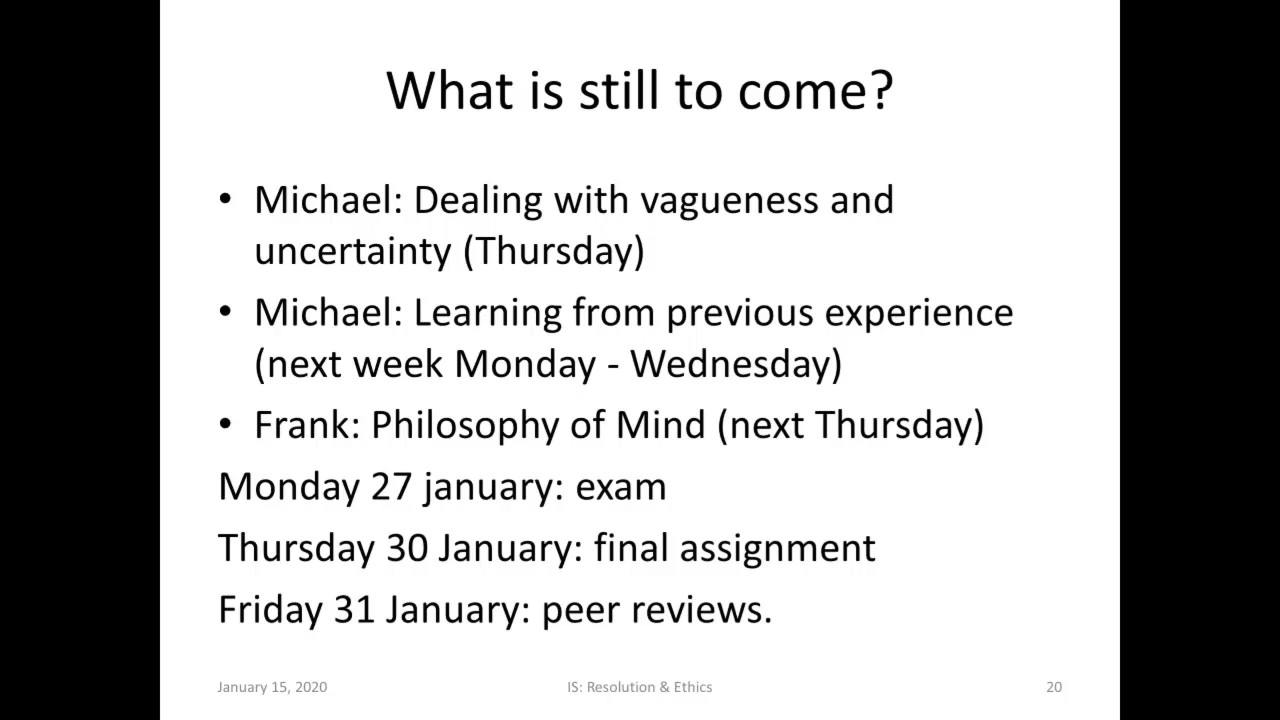 What is still to come?
• Michael: Dealing with vagueness and
uncertainty (Thursday)
• Michael: Learning from previous experience
(next week Monday - Wednesday)
• Frank: Philosophy of Mind (next Thursday)
Monday 27 january: exam
Thursday 30 January: final assignment
Friday 31 January: peer reviews.
January 15, 2020 IS: Resolution & Ethics 20